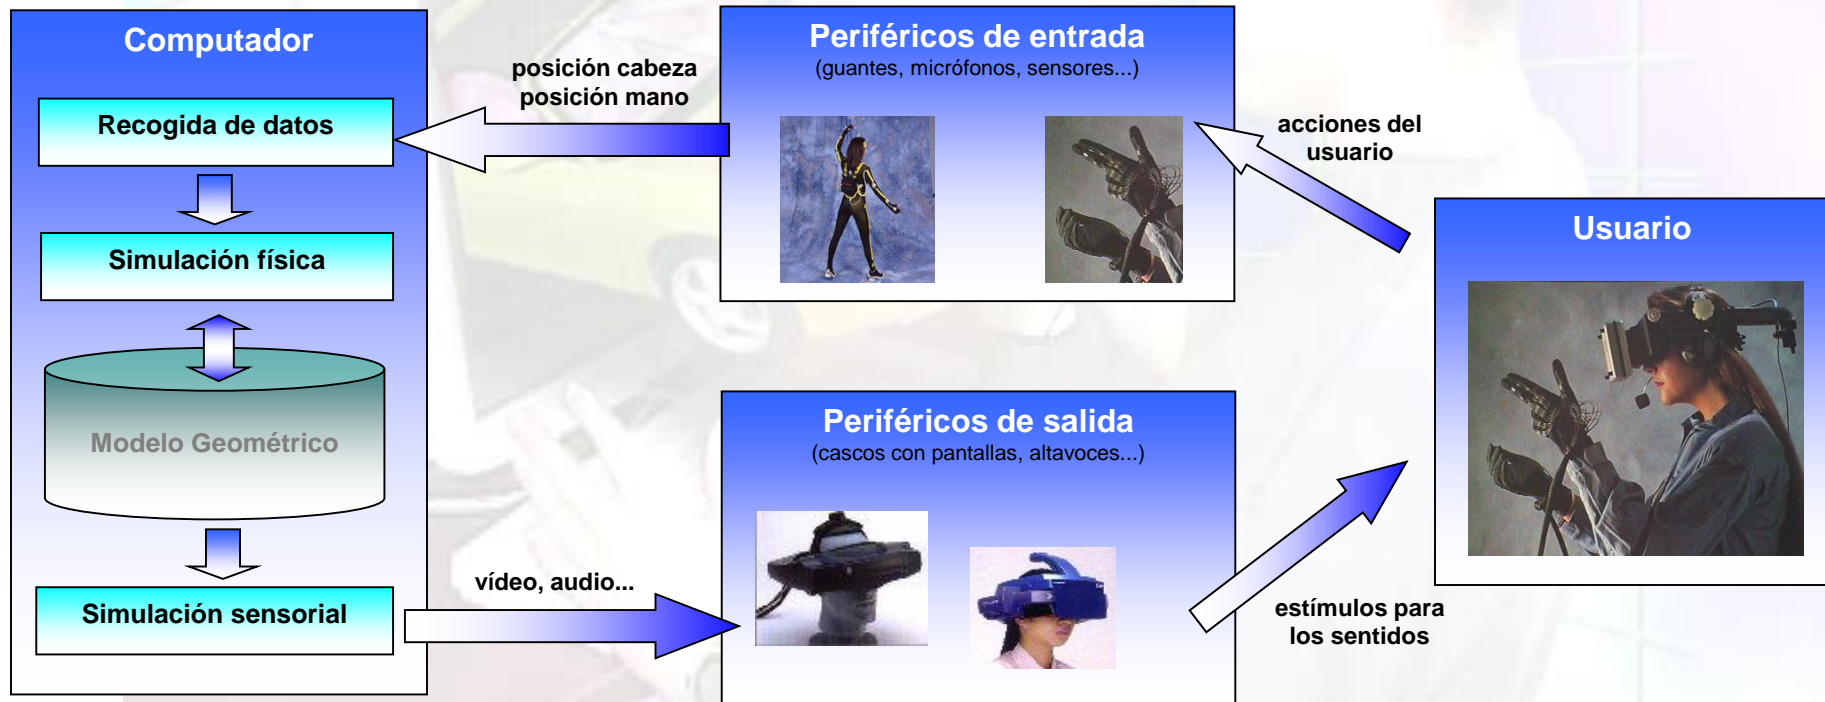 Computador
Recogida de datos
Simulación física
Modelo Geométrico
Simulación sensorial
posición cabeza
posición mano
Periféricos de entrada
(guantes, micrófonos, sensores...)
acciones del
usuario
Usuario
vídeo, audio...
Periféricos de salida
(cascos con pantallas, altavoces...)
estímulos para
los sentidos